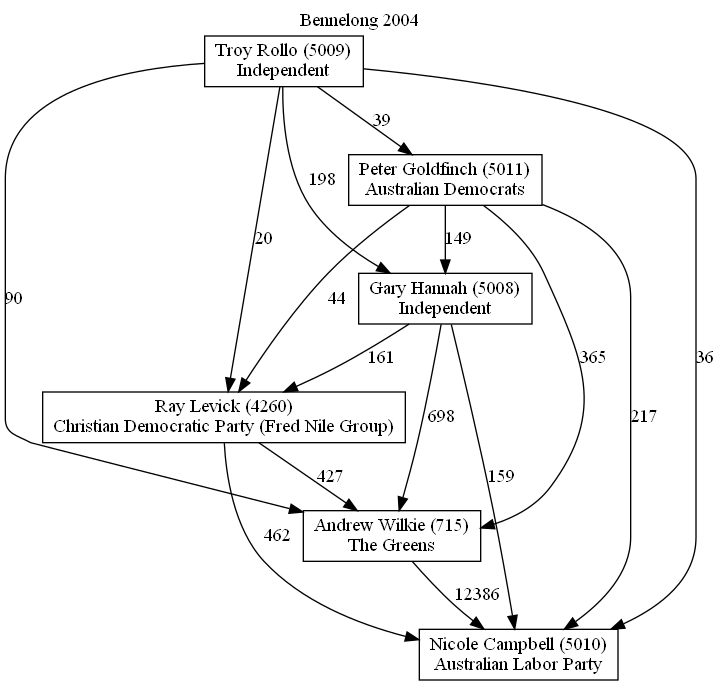 Bennelong 2004
Troy Rollo (5009)
Independent
39
Peter Goldfinch (5011)
Australian Democrats
198
20
149
Gary Hannah (5008)
Independent
90
44
161
365
36
217
Ray Levick (4260)
Christian Democratic Party (Fred Nile Group)
698
427
159
462
Andrew Wilkie (715)
The Greens
12386
Nicole Campbell (5010)
Australian Labor Party